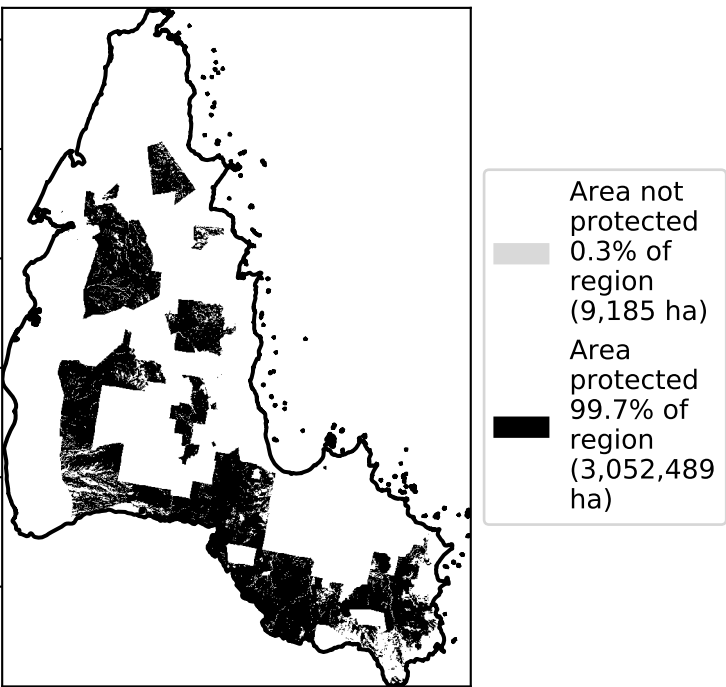 Area not
protected
0.3% of
region
(9,185 ha)
Area
protected
99.7% of
region
(3,052,489
ha)